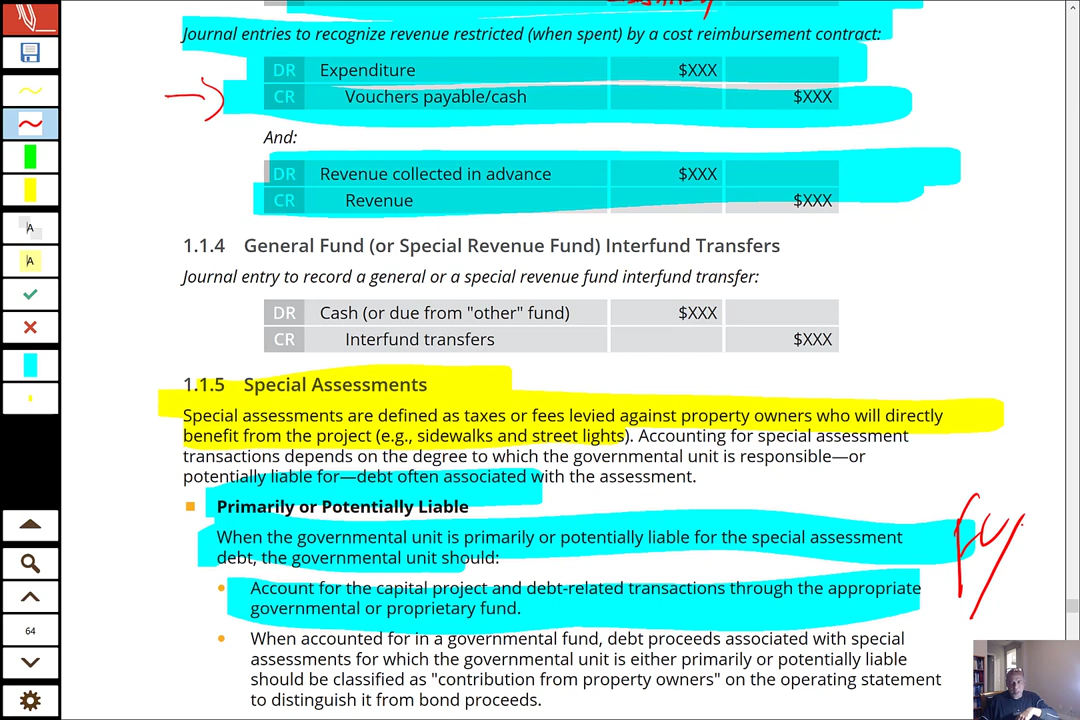 Journal entries to recognize revenue restricted (when spent) by a cost reimbursement contract:
DR Expenditure $XXX
CR Vouchers payable/cash $XXX
And:
DR Revenue collected in advance $XXX
CR Revenue $XXX
1.1.4 General Fund (or Special Revenue Fund) Interfund Transfers
Journal entry to record a general or a special revenue fund interfund transfer:
DR Cash (or due from "other" fund) $XXX
CR Interfund transfers $XXX
1.1.5 Special Assessments
Special assessments are defined as taxes or fees levied against property owners who will directly
benefit from the project (e.g., sidewalks and street lights). Accounting for special assessment
transactions depends on the degree to which the governmental unit is responsible—or
potentially liable for—debt often associated with the assessment.
Primarily or Potentially Liable
When the governmental unit is primarily or potentially liable for the special assessment
debt, the governmental unit should:
Account for the capital project and debt-related transactions through the appropriate
governmental or proprietary fund.
When accounted for in a governmental fund, debt proceeds associated with special
assessments for which the governmental unit is either primarily or potentially liable
should be classified as "contribution from property owners" on the operating statement
to distinguish it from bond proceeds.
A
A
64